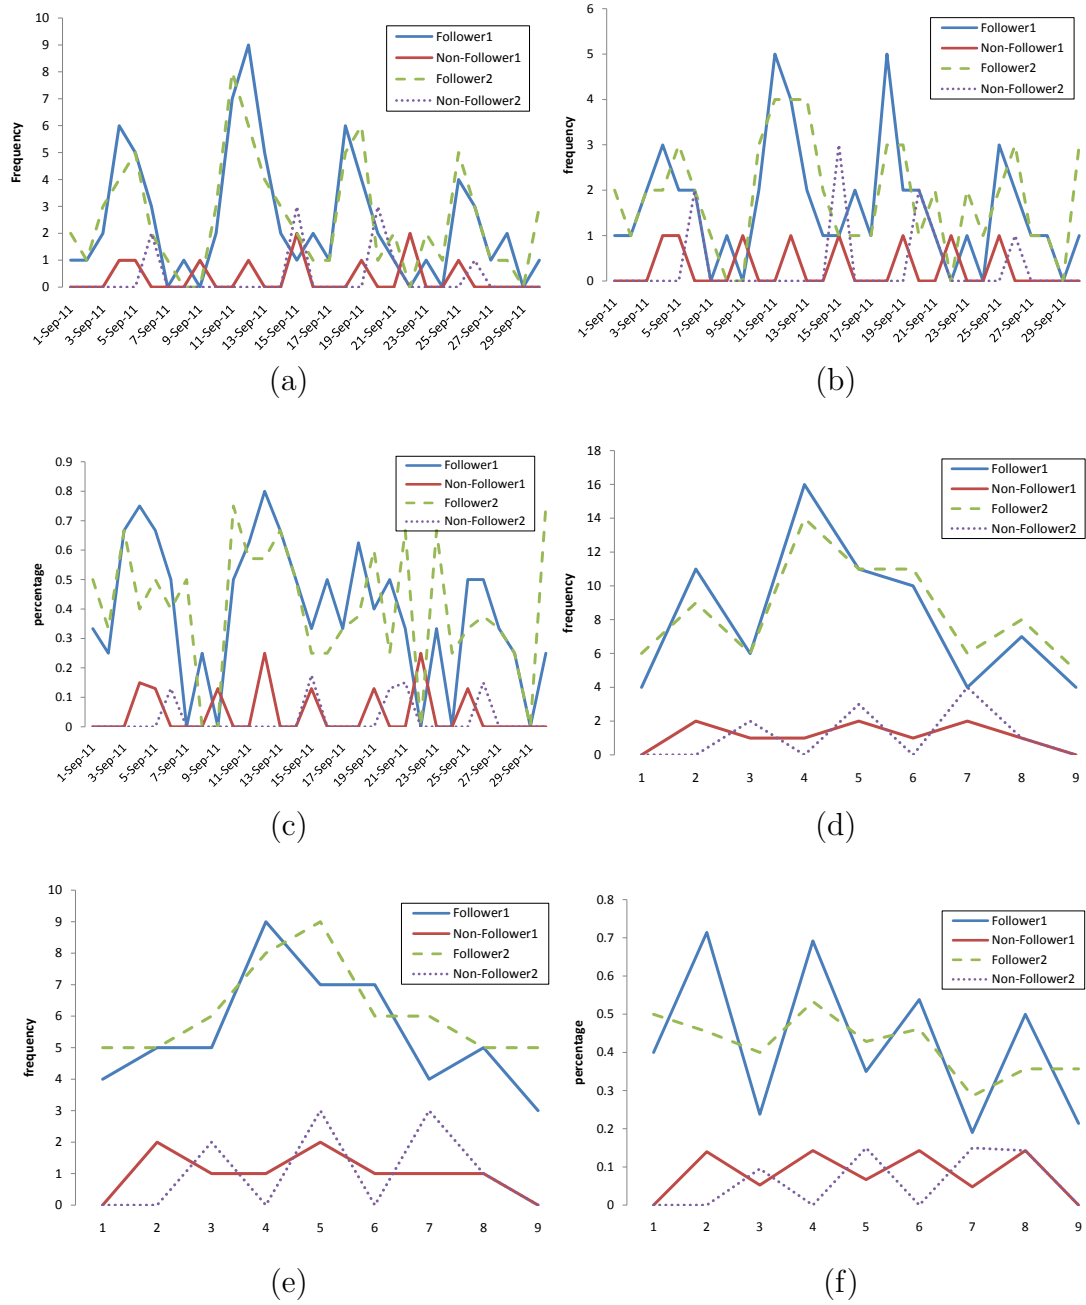 10
9
8
7
6
5
4
3
2
1
0
Frequency
Follower1
Non-Follower1
Follower2
Non-Follower2
1-Sep-11
3-Sep-11
5-Sep-11
7-Sep-11
9-Sep-11
11-Sep-11
13-Sep-11
15-Sep-11
17-Sep-11
19-Sep-11
21-Sep-11
23-Sep-11
25-Sep-11
27-Sep-11
29-Sep-11
(a)
6
5
4
3
2
1
0
frequency
Follower1
Non-Follower1
Follower2
Non-Follower2
1-Sep-11
3-Sep-11
5-Sep-11
7-Sep-11
9-Sep-11
11-Sep-11
13-Sep-11
15-Sep-11
17-Sep-11
19-Sep-11
21-Sep-11
23-Sep-11
25-Sep-11
27-Sep-11
29-Sep-11
(b)
0.9
0.8
0.7
0.6
0.5
0.4
0.3
0.2
0.1
0
percentage
Follower1
Non-Follower1
Follower2
Non-Follower2
1-Sep-11
3-Sep-11
5-Sep-11
7-Sep-11
9-Sep-11
11-Sep-11
13-Sep-11
15-Sep-11
17-Sep-11
19-Sep-11
21-Sep-11
23-Sep-11
25-Sep-11
27-Sep-11
29-Sep-11
(c)
18
16
14
12
10
8
6
4
2
0
frequency
Follower1
Non-Follower1
Follower2
Non-Follower2
1 2 3 4 5 6 7 8 9
(d)
10
9
8
7
6
5
4
3
2
1
0
frequency
Follower1
Non-Follower1
Follower2
Non-Follower2
1 2 3 4 5 6 7 8 9
(e)
0.8
0.7
0.6
0.5
0.4
0.3
0.2
0.1
0
percentage
Follower1
Non-Follower1
Follower2
Non-Follower2
1 2 3 4 5 6 7 8 9
(f)